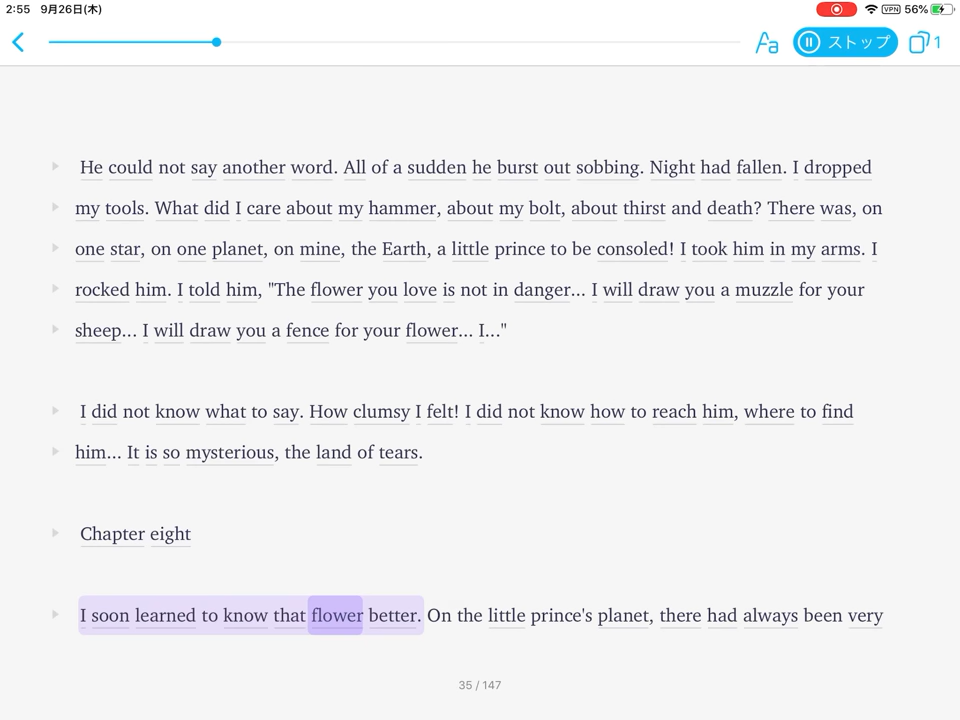 2:55 9月26日(木) VPN 56%
ストップ 1
He could not say another word. All of a sudden he burst out sobbing. Night had fallen. I dropped
my tools. What did I care about my hammer, about my bolt, about thirst and death? There was, on
one star, on one planet, on mine, the Earth, a little prince to be consoled! I took him in my arms. I
rocked him. I told him, "The flower you love is not in danger... I will draw you a muzzle for your
sheep... I will draw you a fence for your flower... I..."
I did not know what to say. How clumsy I felt! I did not know how to reach him, where to find
him... It is so mysterious, the land of tears.
Chapter eight
I soon learned to know that flower better. On the little prince's planet, there had always been very
35 / 147